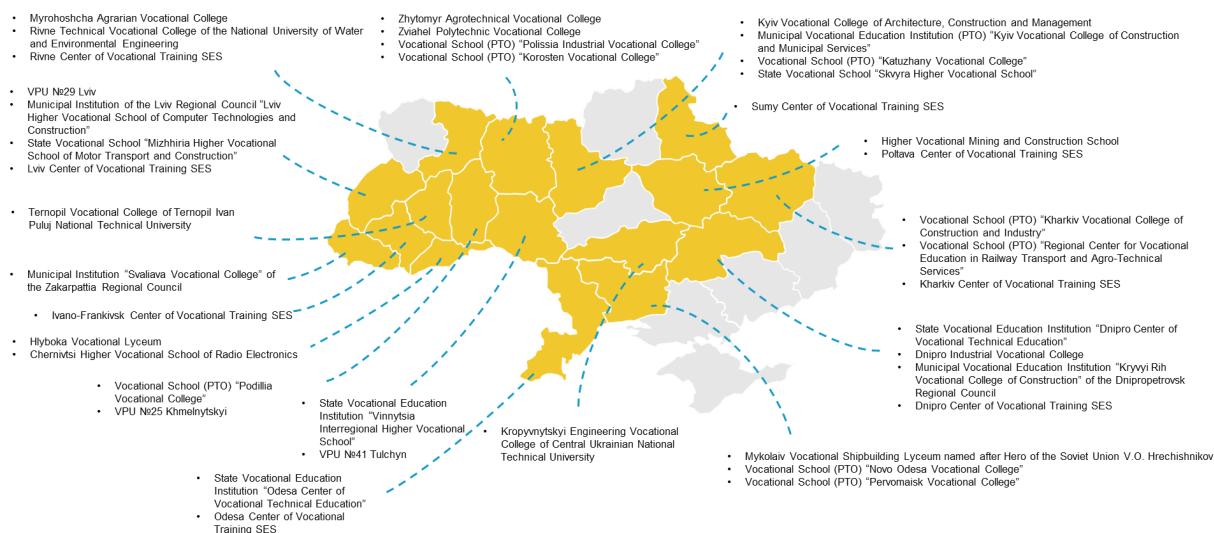 • Myrohoshcha Agrarian Vocational College
• Rivne Technical Vocational College of the National University of Water
and Environmental Engineering
• Rivne Center of Vocational Training SES
• Zhytomyr Agrotechnical Vocational College
• Zviahel Polytechnic Vocational College
• Vocational School (PTO) “Polissia Industrial Vocational College”
• Vocational School (PTO) “Korosten Vocational College”
• Kyiv Vocational College of Architecture, Construction and Management
• Municipal Vocational Education Institution (PTO) “Kyiv Vocational College of Construction
and Municipal Services”
• Vocational School (PTO) “Katuzhany Vocational College”
• State Vocational School “Skvyra Higher Vocational School”
• VPU №29 Lviv
• Municipal Institution of the Lviv Regional Council “Lviv
Higher Vocational School of Computer Technologies and
Construction”
• State Vocational School “Mizhhiria Higher Vocational
School of Motor Transport and Construction”
• Lviv Center of Vocational Training SES
• Sumy Center of Vocational Training SES
• Higher Vocational Mining and Construction School
• Poltava Center of Vocational Training SES
• Ternopil Vocational College of Ternopil Ivan
Puluj National Technical University
• Vocational School (PTO) “Kharkiv Vocational College of
Construction and Industry”
• Vocational School (PTO) “Regional Center for Vocational
Education in Railway Transport and Agro-Technical
Services”
• Kharkiv Center of Vocational Training SES
• Municipal Institution “Svaliava Vocational College” of
the Zakarpattia Regional Council
• Ivano-Frankivsk Center of Vocational Training SES
• Hlyboka Vocational Lyceum
• Chernivtsi Higher Vocational School of Radio Electronics
• State Vocational Education Institution “Dnipro Center of
Vocational Technical Education”
• Dnipro Industrial Vocational College
• Municipal Vocational Education Institution “Kryvyi Rih
Vocational College of Construction” of the Dnipropetrovsk
Regional Council
• Dnipro Center of Vocational Training SES
• Vocational School (PTO) “Podillia
Vocational College”
• VPU №25 Khmelnytskyi
• State Vocational Education
Institution “Vinnytsia
Interregional Higher Vocational
School”
• VPU №41 Tulchyn
• Kropyvnytskyi Engineering Vocational
College of Central Ukrainian National
Technical University
• Mykolaiv Vocational Shipbuilding Lyceum named after Hero of the Soviet Union V.O. Hrechishnikov
• Vocational School (PTO) “Novo Odesa Vocational College”
• Vocational School (PTO) “Pervomaisk Vocational College”
• State Vocational Education
Institution “Odesa Center of
Vocational Technical Education”
• Odesa Center of Vocational
Training SES